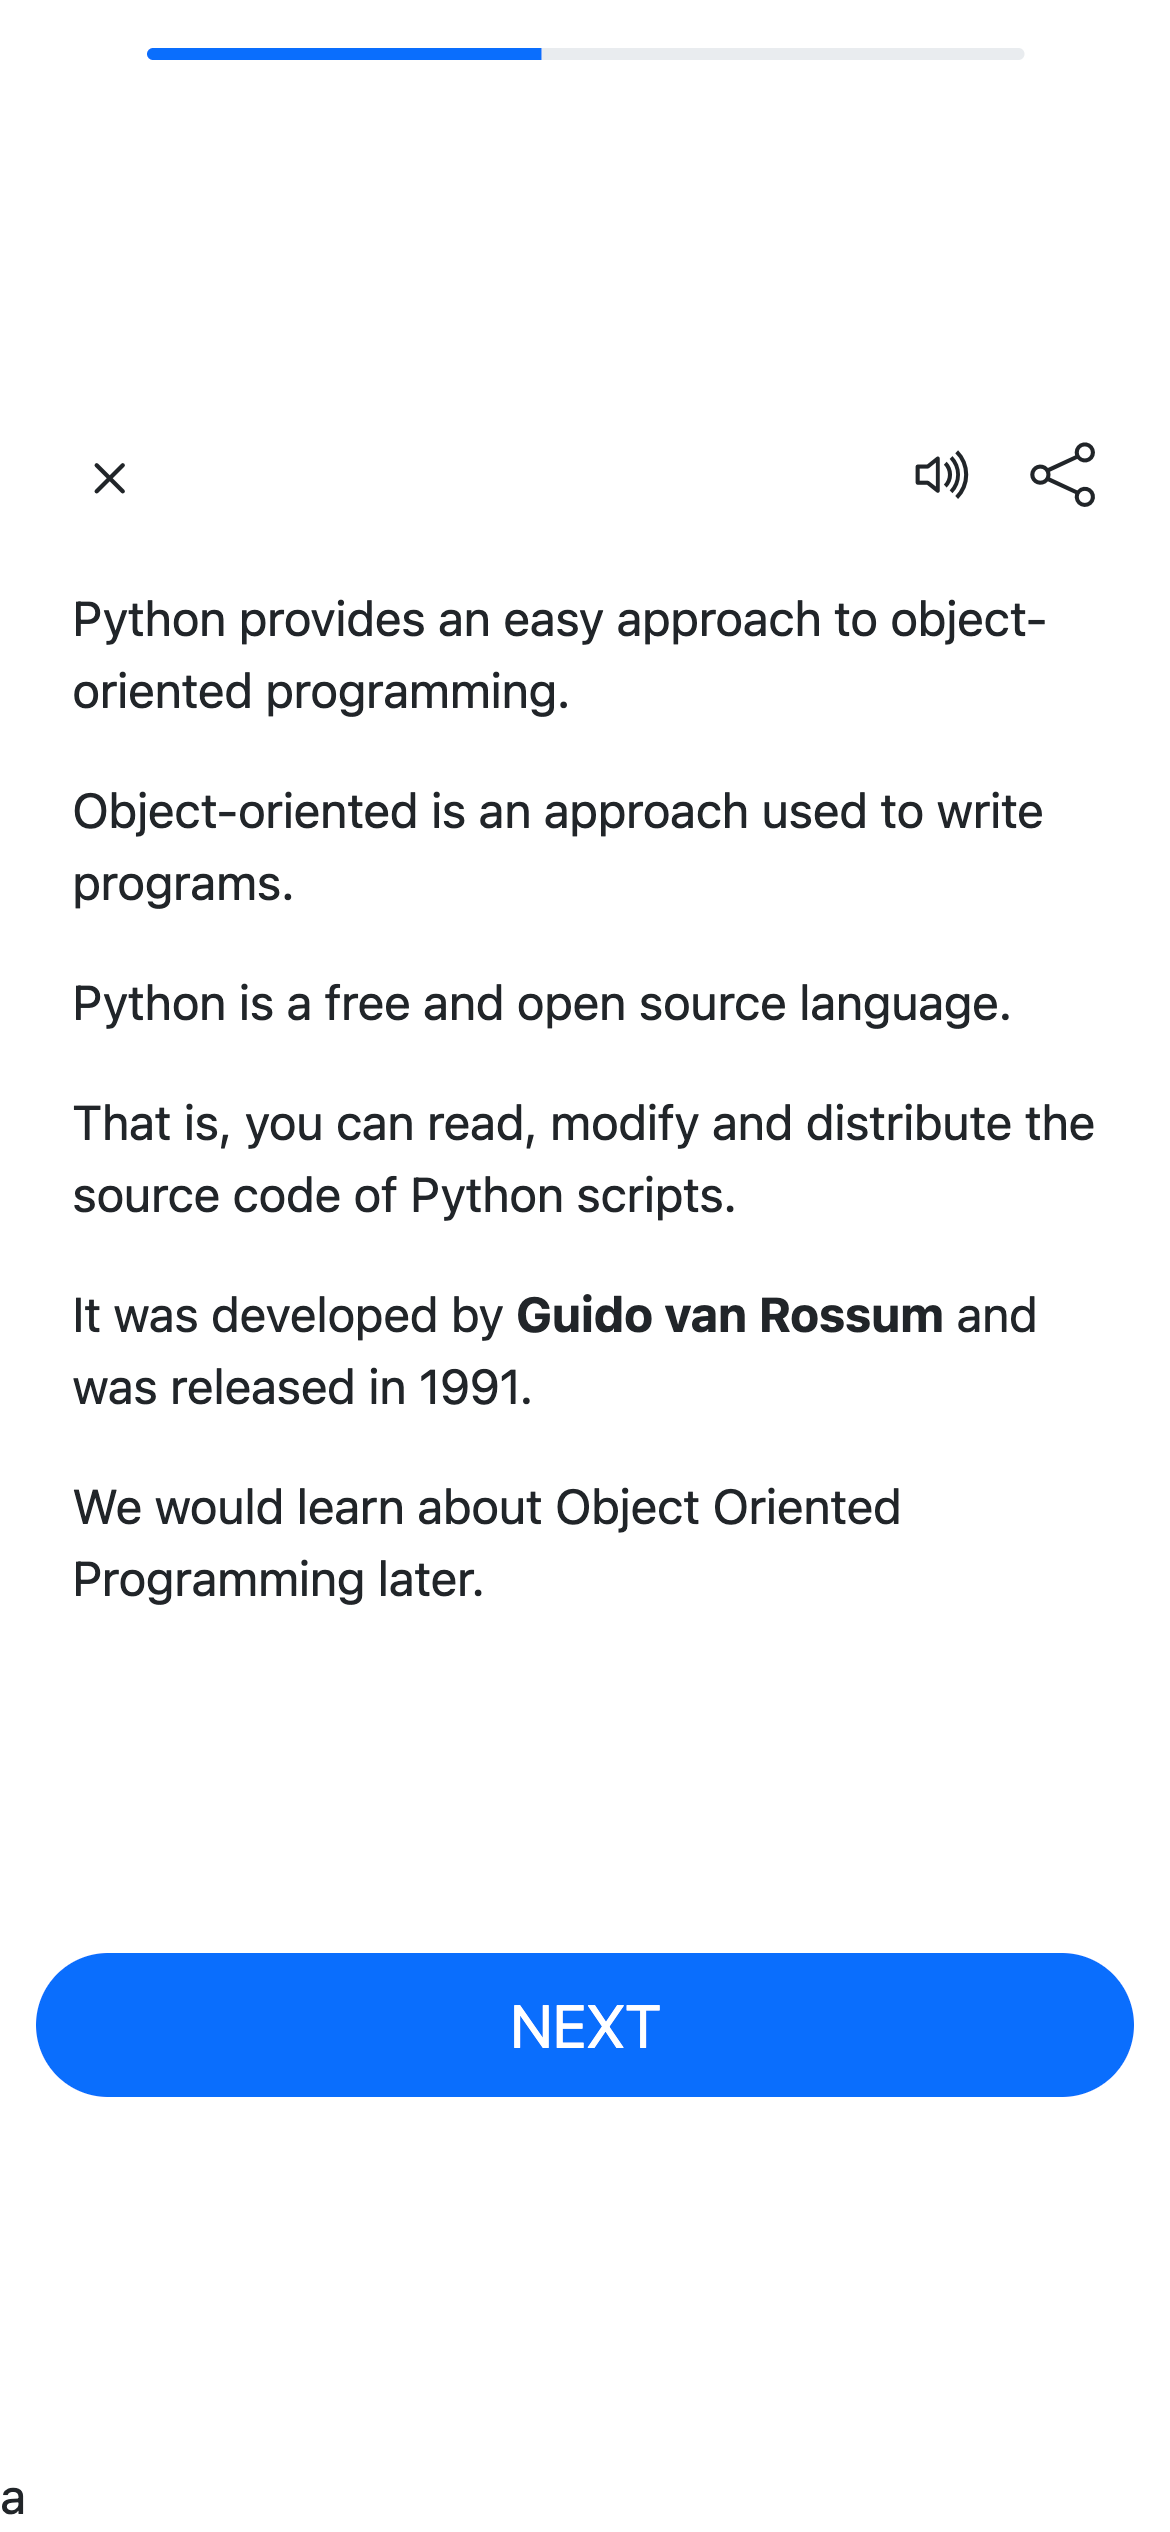 Python provides an easy approach to object-
oriented programming.
Object-oriented is an approach used to write
programs.
Python is a free and open source language.
That is, you can read, modify and distribute the
source code of Python scripts.
It was developed by Guido van Rossum and
was released in 1991.
We would learn about Object Oriented
Programming later.
NEXT
a